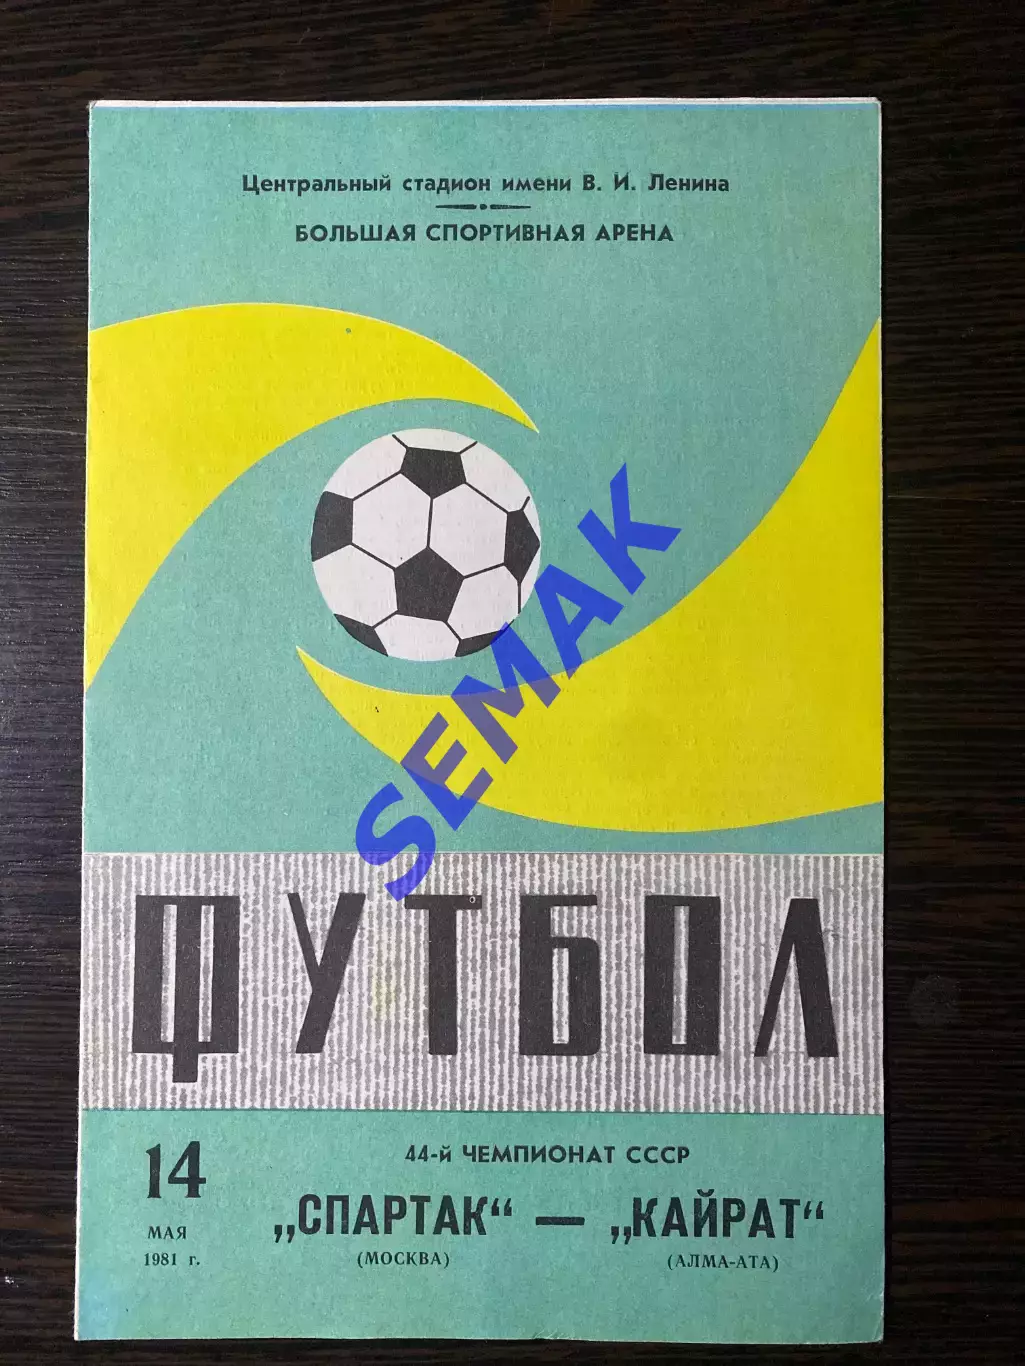 Центральный стадион имени В. И. Ленина
БОЛЬШАЯ СПОРТИВНАЯ АРЕНА
SEMAK
ФУТБОЛ
14
МАЯ
1981 г.
44-й ЧЕМПИОНАТ СССР
„СПАРТАК“ — „КАЙРАТ“
(МОСКВА) (АЛМА-АТА)